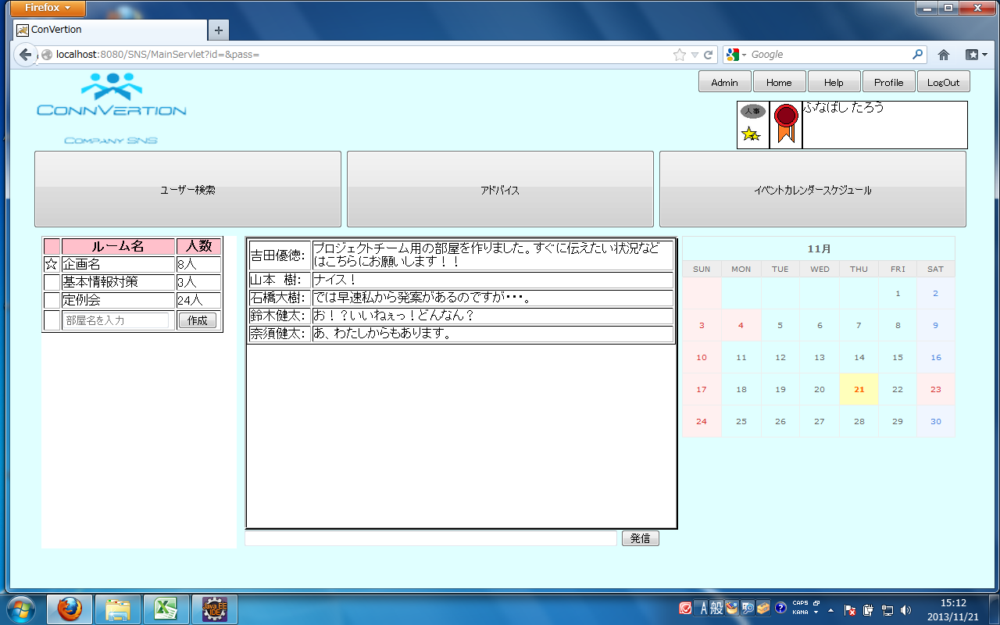 Firefox
ConVertion
localhost:8080/SNS/MainServlet?id=&pass=
Google
Admin Home Help Profile LogOut
CONNVERTION
COMPANY SNS
人事
ふなばし たろう
ユーザー検索 アドバイス イベントカレンダースケジュール
ルーム名 人数
☆ 企画名 8人
基本情報対策 3人
定例会 24人
部屋名を入力 作成
吉田優徳: プロジェクトチーム用の部屋を作りました。すぐに伝えたい状況など
はこちらにお願いします！！
山本 樹: ナイス！
石橋大樹: では早速私から発案があるのですが・・・。
鈴木健太: お！？いいねぇっ！どんなん？
奈須健太: あ、わたしからもあります。
発信
11月
SUN MON TUE WED THU FRI SAT
1 2
3 4 5 6 7 8 9
10 11 12 13 14 15 16
17 18 19 20 21 22 23
24 25 26 27 28 29 30
Java EE
IDE
A 般
CAPS
KANA
15:12
2013/11/21